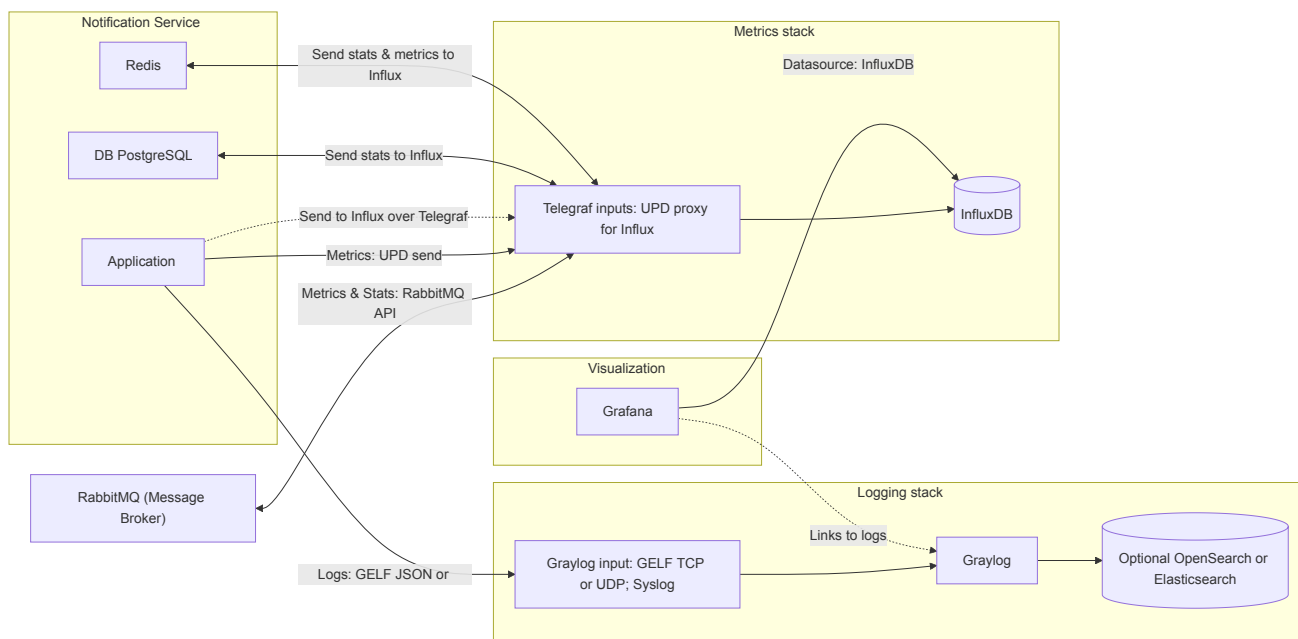 Notification Service
Redis
DB PostgreSQL
Application
RabbitMQ (Message
Broker)
Send stats & metrics to
Influx
Send stats to Influx
Send to Influx over Telegraf
Metrics: UPD send
Metrics & Stats: RabbitMQ
API
Logs: GELF JSON or
Metrics stack
Datasource: InfluxDB
Telegraf inputs: UPD proxy
for Influx
InfluxDB
Visualization
Grafana
Logging stack
Links to logs
Graylog input: GELF TCP
or UDP; Syslog
Graylog
Optional OpenSearch or
Elasticsearch